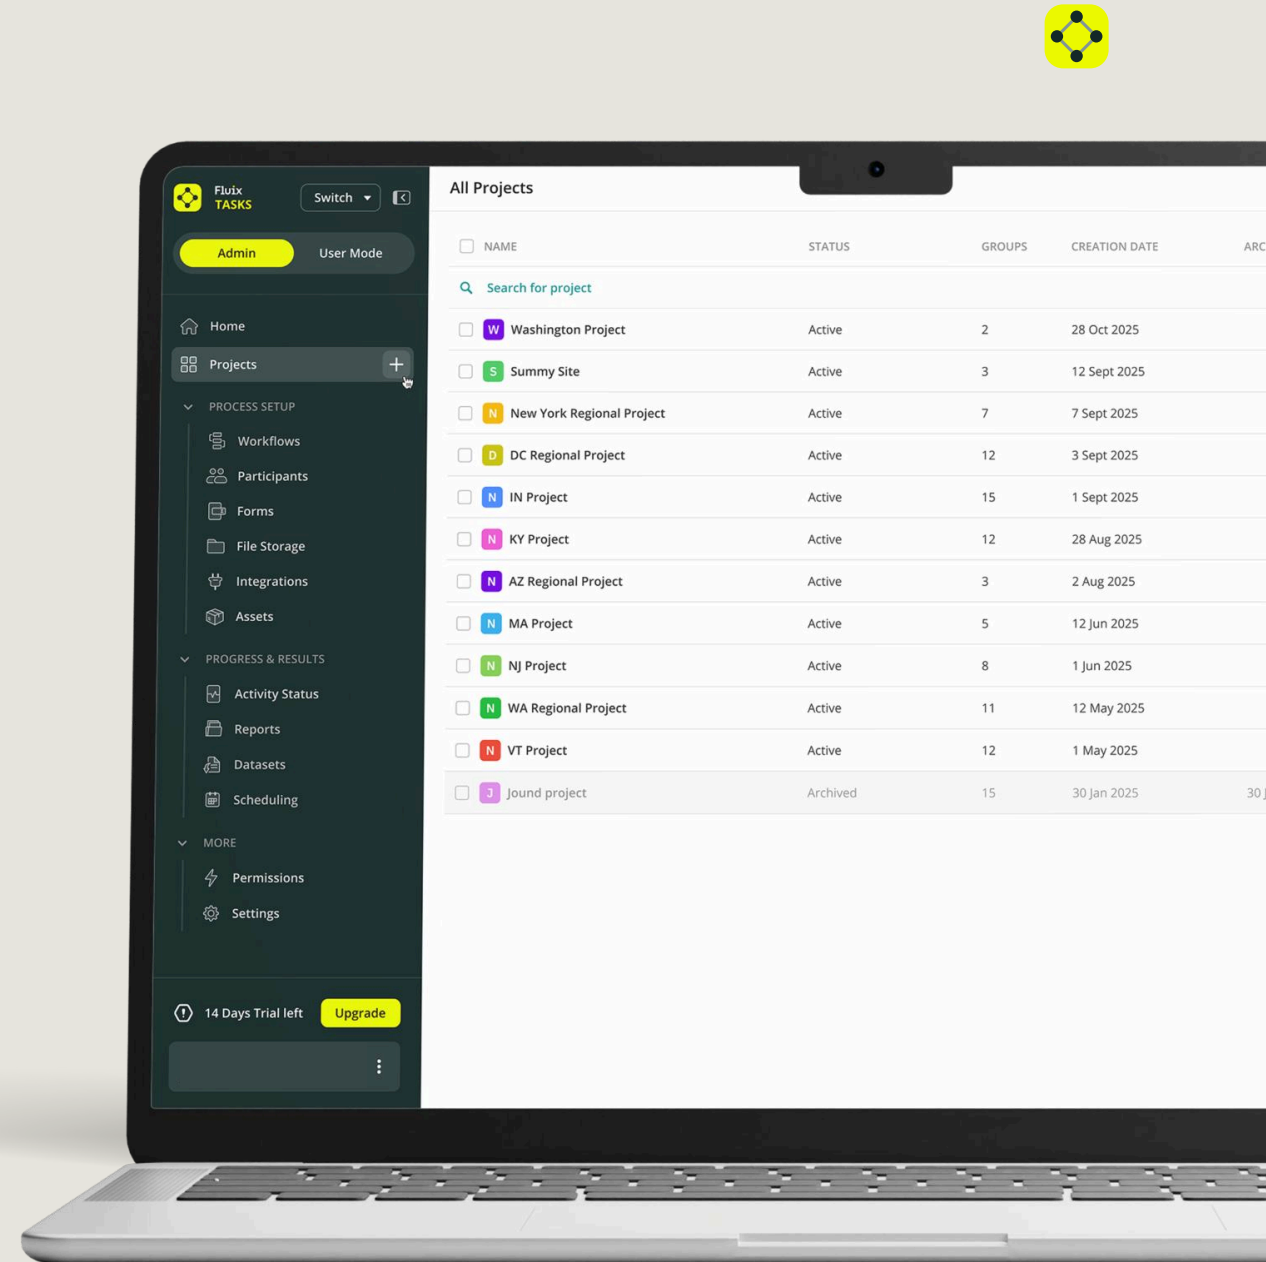 Fluix
TASKS
Switch
Admin
User Mode
Home
Projects
PROCESS SETUP
Workflows
Participants
Forms
File Storage
Integrations
Assets
PROGRESS & RESULTS
Activity Status
Reports
Datasets
Scheduling
MORE
Permissions
Settings
14 Days Trial left
Upgrade
All Projects
NAME STATUS GROUPS CREATION DATE ARC
Search for project
W Washington Project Active 2 28 Oct 2025
S Summy Site Active 3 12 Sept 2025
N New York Regional Project Active 7 7 Sept 2025
D DC Regional Project Active 12 3 Sept 2025
N IN Project Active 15 1 Sept 2025
N KY Project Active 12 28 Aug 2025
N AZ Regional Project Active 3 2 Aug 2025
N MA Project Active 5 12 Jun 2025
N NJ Project Active 8 1 Jun 2025
N WA Regional Project Active 11 12 May 2025
N VT Project Active 12 1 May 2025
J Jound project Archived 15 30 Jan 2025 30 J